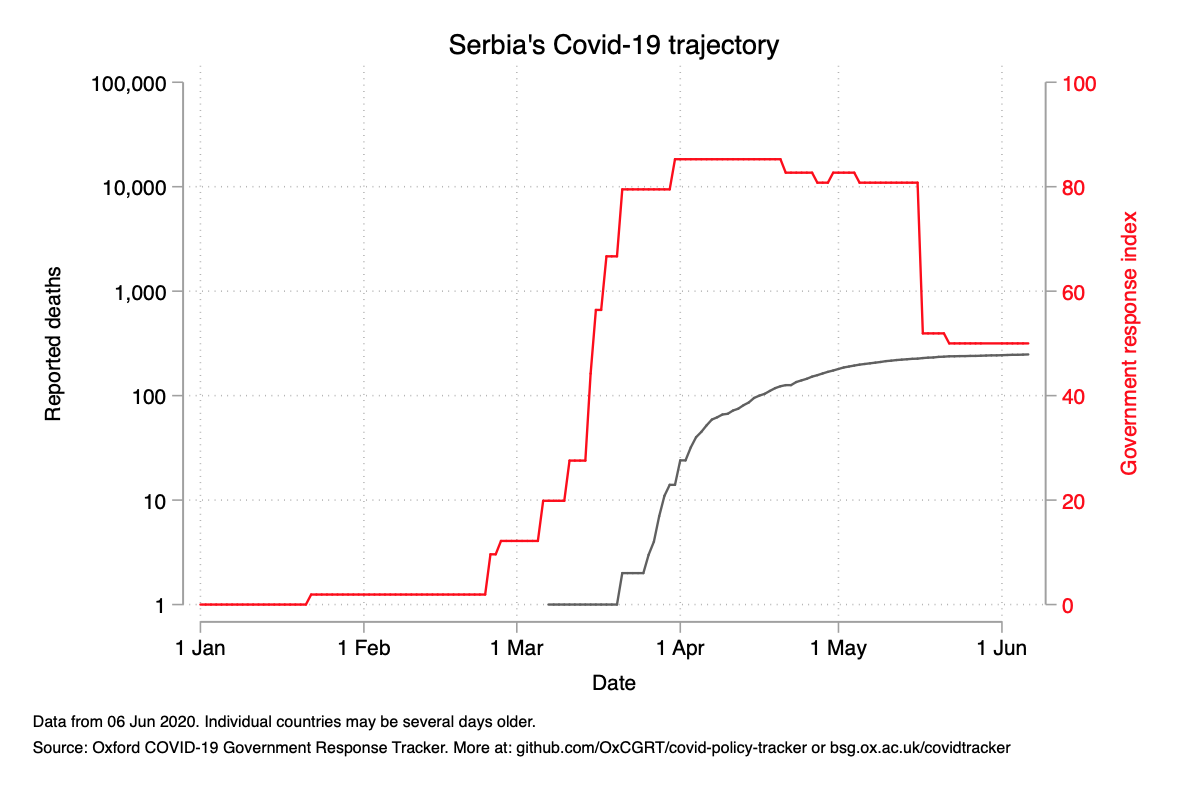 Serbia's Covid-19 trajectory
100,000
10,000
1,000
100
10
1
Reported deaths
100
80
60
40
20
0
Government response index
1 Jan
1 Feb
1 Mar
1 Apr
1 May
1 Jun
Date
Data from 06 Jun 2020. Individual countries may be several days older.
Source: Oxford COVID-19 Government Response Tracker. More at: github.com/OxCGRT/covid-policy-tracker or bsg.ox.ac.uk/covidtracker